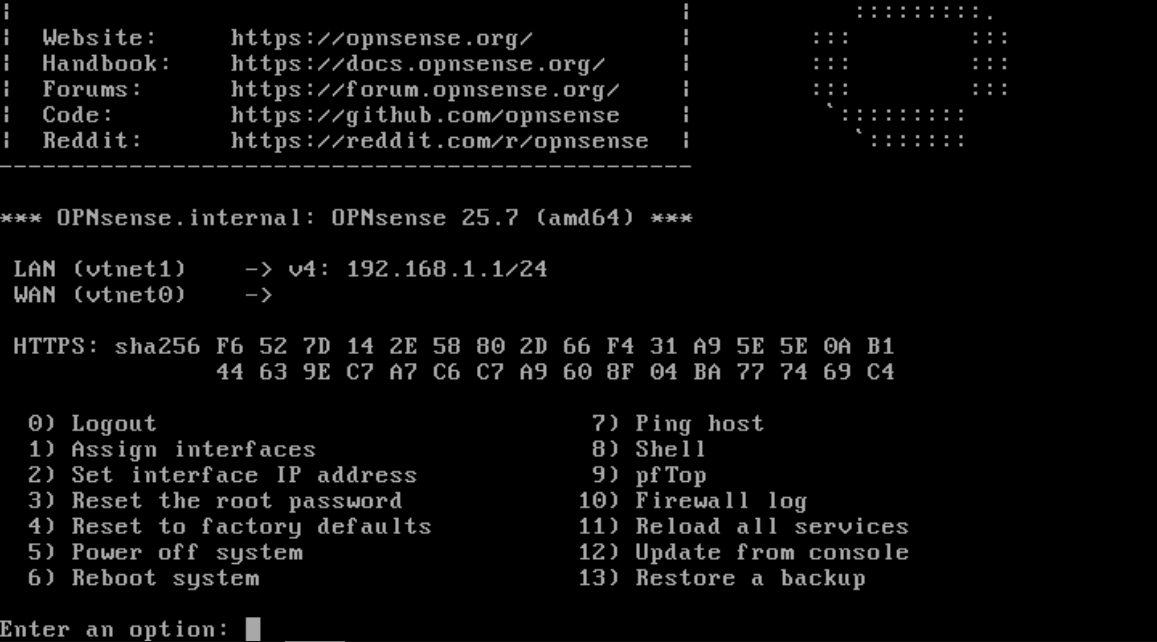 | Website: https://opnsense.org/ |
| Handbook: https://docs.opnsense.org/ |
| Forums: https://forum.opnsense.org/ |
| Code: https://github.com/opnsense |
| Reddit: https://reddit.com/r/opnsense |
*** OPNsense.internal: OPNsense 25.7 (amd64) ***
LAN (vtnet1) -> v4: 192.168.1.1/24
WAN (vtnet0) ->
HTTPS: sha256 F6 52 7D 14 2E 58 80 2D 66 F4 31 A9 5E 5E 0A B1
44 63 9E C7 A7 C6 C7 A9 60 8F 04 BA 77 74 69 C4
0) Logout 7) Ping host
1) Assign interfaces 8) Shell
2) Set interface IP address 9) pfTop
3) Reset the root password 10) Firewall log
4) Reset to factory defaults 11) Reload all services
5) Power off system 12) Update from console
6) Reboot system 13) Restore a backup
Enter an option: